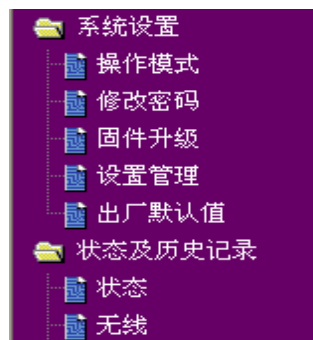 系统设置
操作模式
修改密码
固件升级
设置管理
出厂默认值
状态及历史记录
状态
无线